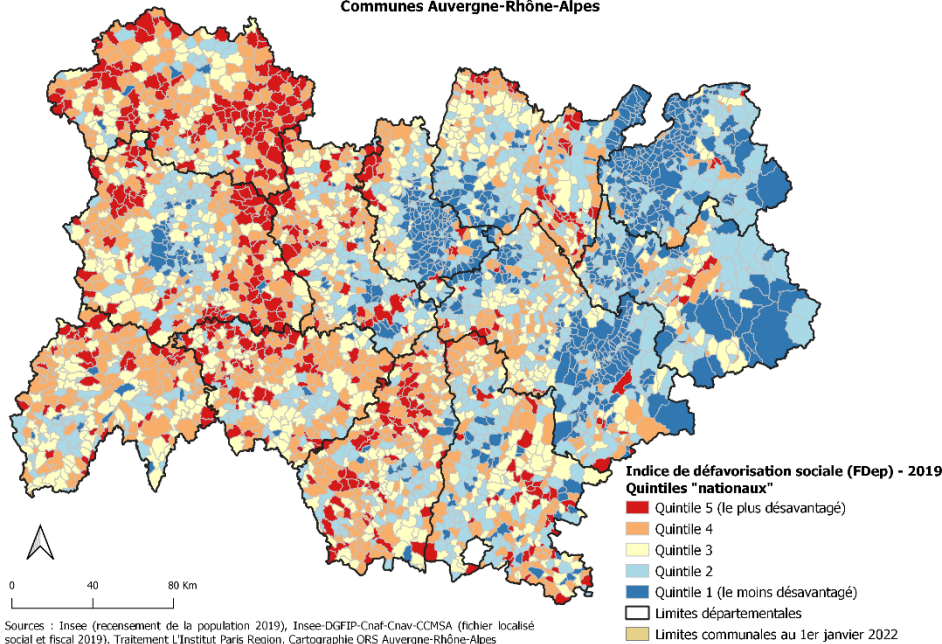 Communes Auvergne-Rhône-Alpes
Indice de défavorisation sociale (FDep) - 2019
Quintiles "nationaux"
Quintile 5 (le plus désavantagé)
Quintile 4
Quintile 3
Quintile 2
Quintile 1 (le moins désavantagé)
Limites départementales
Limites communales au 1er janvier 2022
0 40 80 Km
Sources : Insee (recensement de la population 2019), Insee-DGFIP-Cnaf-Cnav-CCMSA (fichier localisé
social et fiscal 2019). Traitement L'Institut Paris Region. Cartographie ORS Auvergne-Rhône-Alpes